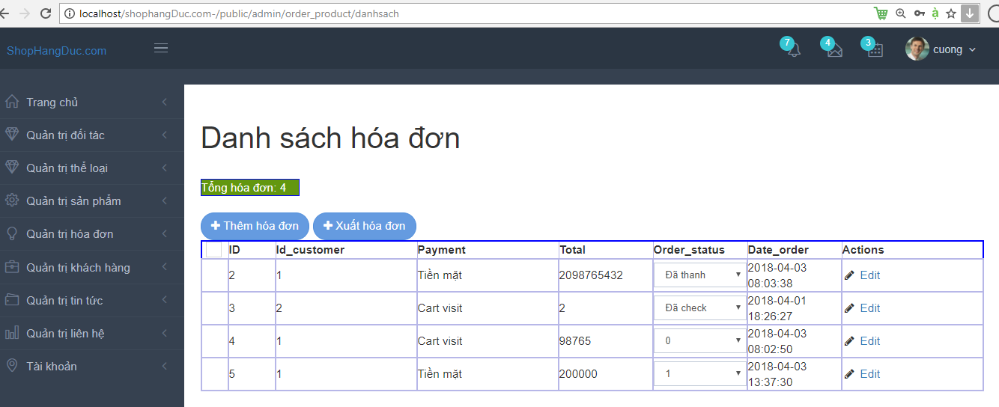 localhost/shophangDuc.com-/public/admin/order_product/danhsach
ShopHangDuc.com
7
4
3
cuong
Trang chủ
Quản trị đối tác
Quản trị thể loại
Quản trị sản phẩm
Quản trị hóa đơn
Quản trị khách hàng
Quản trị tin tức
Quản trị liên hệ
Tài khoản
Danh sách hóa đơn
Tổng hóa đơn: 4
Thêm hóa đơn Xuất hóa đơn
ID Id_customer Payment Total Order_status Date_order Actions
2 1 Tiền mặt 2098765432 Đã thanh 2018-04-03 08:03:38 Edit
3 2 Cart visit 2 Đã check 2018-04-01 18:26:27 Edit
4 1 Cart visit 98765 0 2018-04-03 08:02:50 Edit
5 1 Tiền mặt 200000 1 2018-04-03 13:37:30 Edit